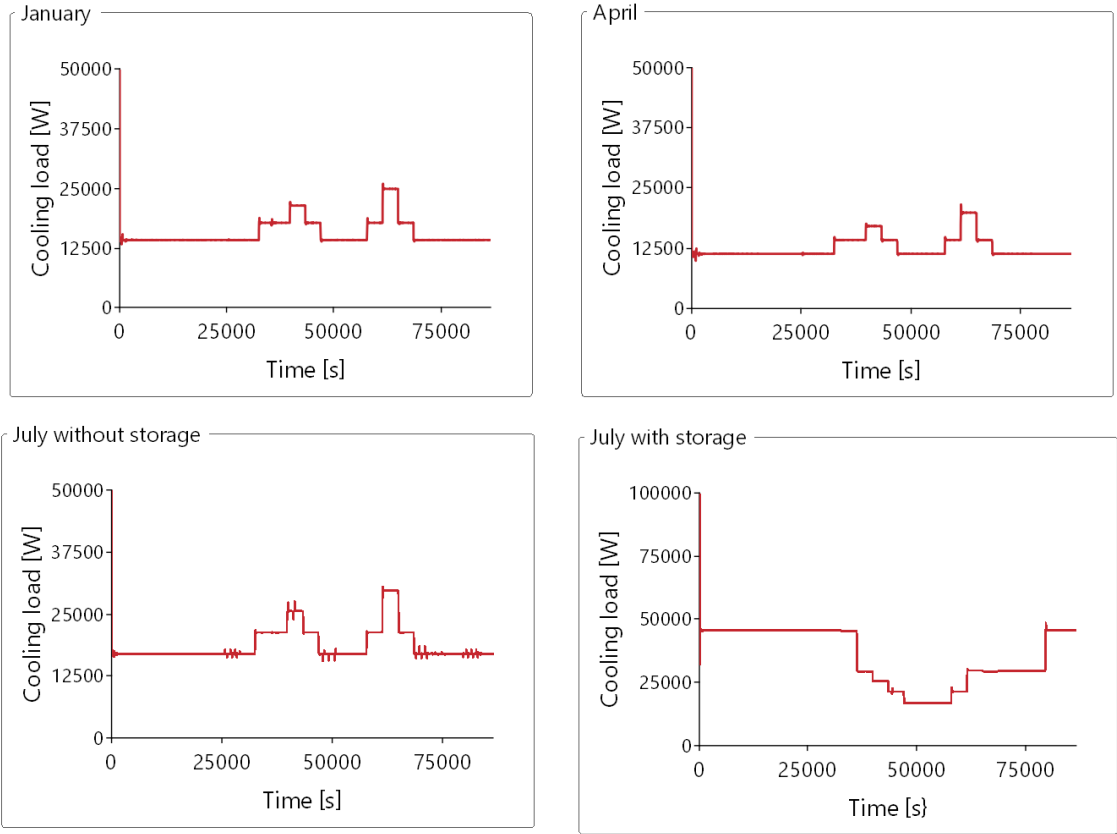 January
50000
37500
25000
12500
0
Cooling load [W]
0 25000 50000 75000
Time [s]
April
50000
37500
25000
12500
0
Cooling load [W]
0 25000 50000 75000
Time [s]
July without storage
50000
37500
25000
12500
0
Cooling load [W]
0 25000 50000 75000
Time [s]
July with storage
100000
75000
50000
25000
0
Cooling load [W]
0 25000 50000 75000
Time [s}